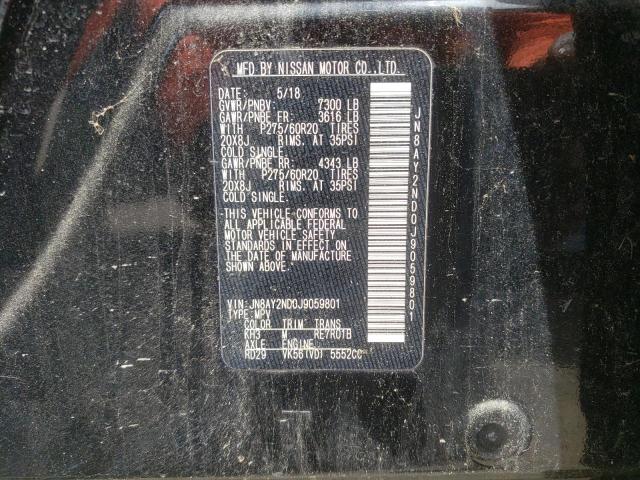 MFD BY NISSAN MOTOR CO.,LTD.
DATE: 5/18
GVWR/PNBV: 7300 LB
GAWR/PNBE FR: 3616 LB
WITH P275/60R20 TIRES
20X8J RIMS. AT 35PSI
COLD SINGLE.
GAWR/PNBE RR: 4343 LB
WITH P275/60R20 TIRES
20X8J RIMS. AT 35PSI
COLD SINGLE.
THIS VEHICLE CONFORMS TO
ALL APPLICABLE FEDERAL
MOTOR VEHICLE SAFETY
STANDARDS IN EFFECT ON
THE DATE OF MANUFACTURE
SHOWN ABOVE.
VIN: JN8AY2ND0J9059801
TYPE: MPV
COLOR TRIM TRANS
KH3 M RE7R01B
AXLE ENGINE
RD29 VK56(VD) 5552CC
JN8AY2ND0J9059801